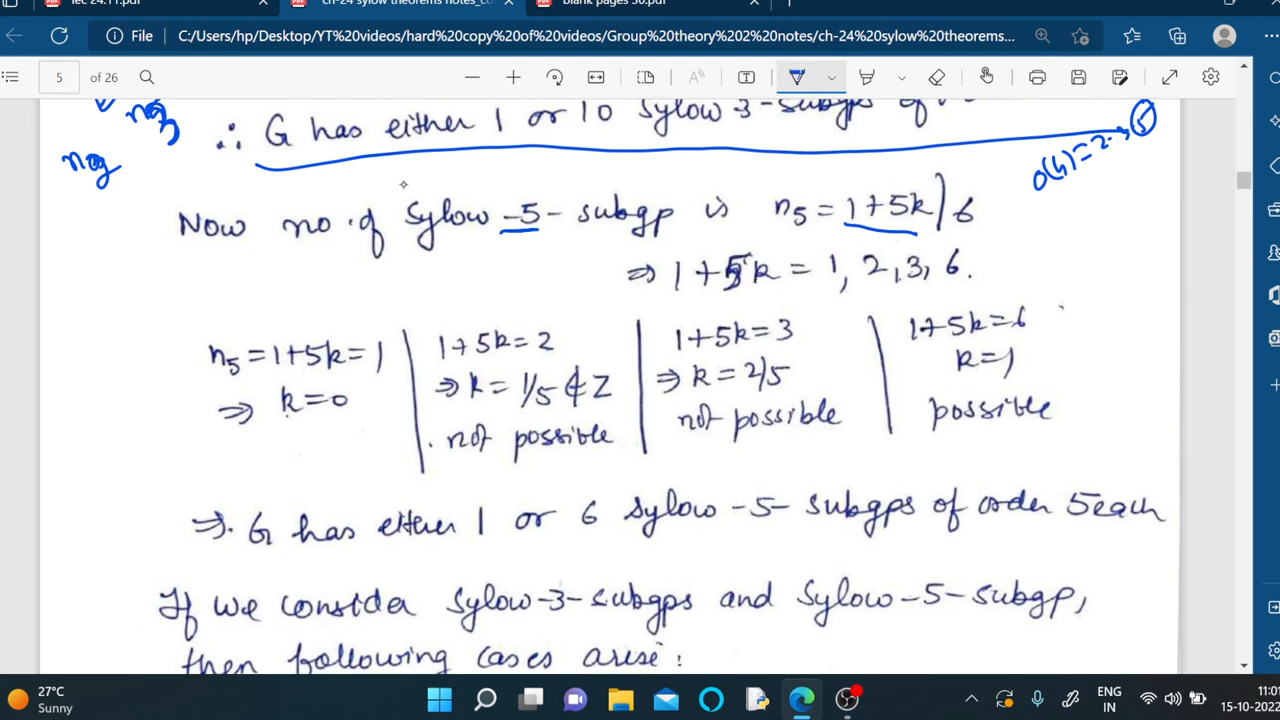 lec 24.11.pdf
ch-24 sylow theorems notes_co
blank pages 50.pdf
File
C:/Users/hp/Desktop/YT%20videos/hard%20copy%20of%20videos/Group%20theory%202%20notes/ch-24%20sylow%20theorems...
5 of 26
∴ G has either 1 or 10 Sylow 3-subgps of
Now no. of Sylow -5- subgp is n5 = 1+5k | 6
⇒ 1+5k = 1, 2, 3, 6.
n5 = 1+5k = 1 | 1+5k = 2 | 1+5k = 3 | 1+5k = 6
⇒ k = 0 | ⇒ k = 1/5 ∉ Z | ⇒ k = 2/5 | k = 1
not possible | not possible | possible
⇒ G has either 1 or 6 Sylow -5- subgps of order 5 each
If we consider Sylow-3-subgps and Sylow-5-subgp,
then following cases arise:
27°C
Sunny
ENG
IN
11:01
15-10-2022